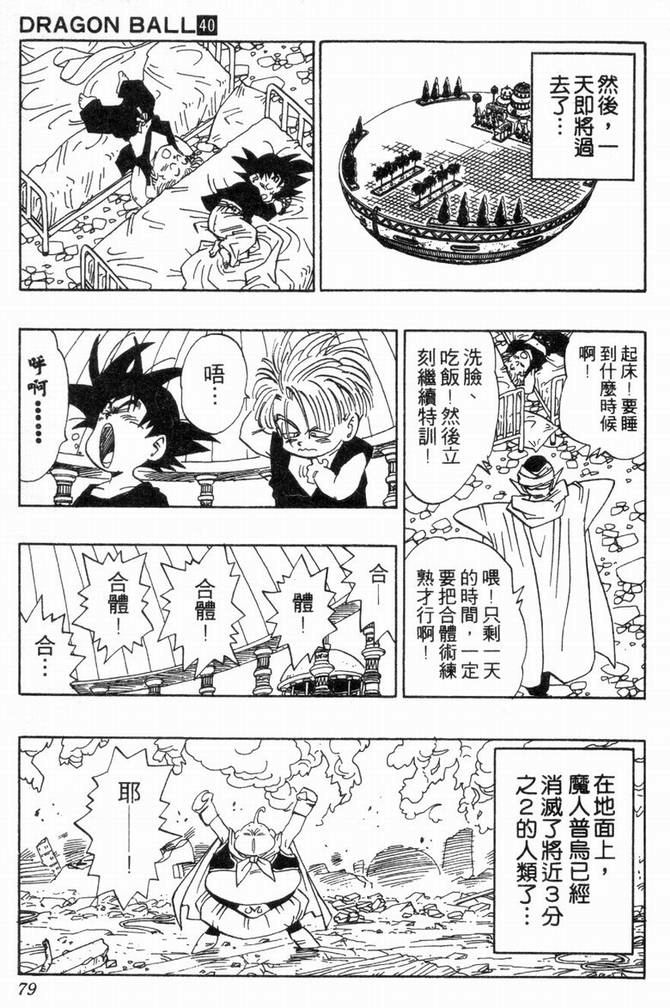 DRAGON BALL 40
然後，一
天即將過
去了…
起床！要睡
到什麼時候
啊！
洗臉、
吃飯！然後立
刻繼續特訓！
喂！只剩一天
的時間，一定
要把合體術練
熟才行啊！
唔…
呼啊……
合—
體！
合體！
合體！
合…
在地面上，
魔人普烏已經
消滅了將近3分
之2的人類了…
耶——！
79